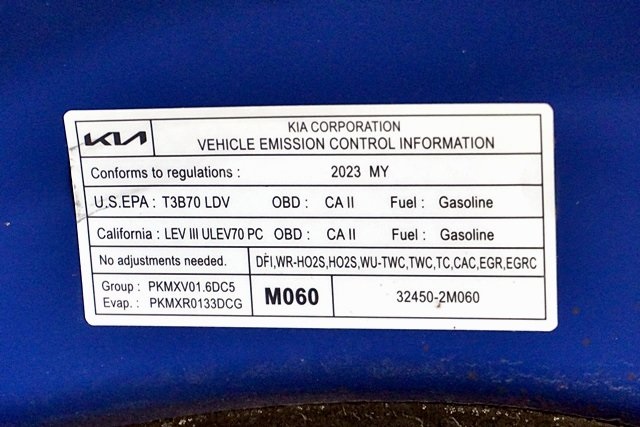 KIA
KIA CORPORATION
VEHICLE EMISSION CONTROL INFORMATION
Conforms to regulations : 2023 MY
U.S.EPA : T3B70 LDV OBD : CA II Fuel : Gasoline
California : LEV III ULEV70 PC OBD : CA II Fuel : Gasoline
No adjustments needed. DFI,WR-HO2S,HO2S,WU-TWC,TWC,TC,CAC,EGR,EGRC
Group : PKMXV01.6DC5
Evap. : PKMXR0133DCG
M060
32450-2M060